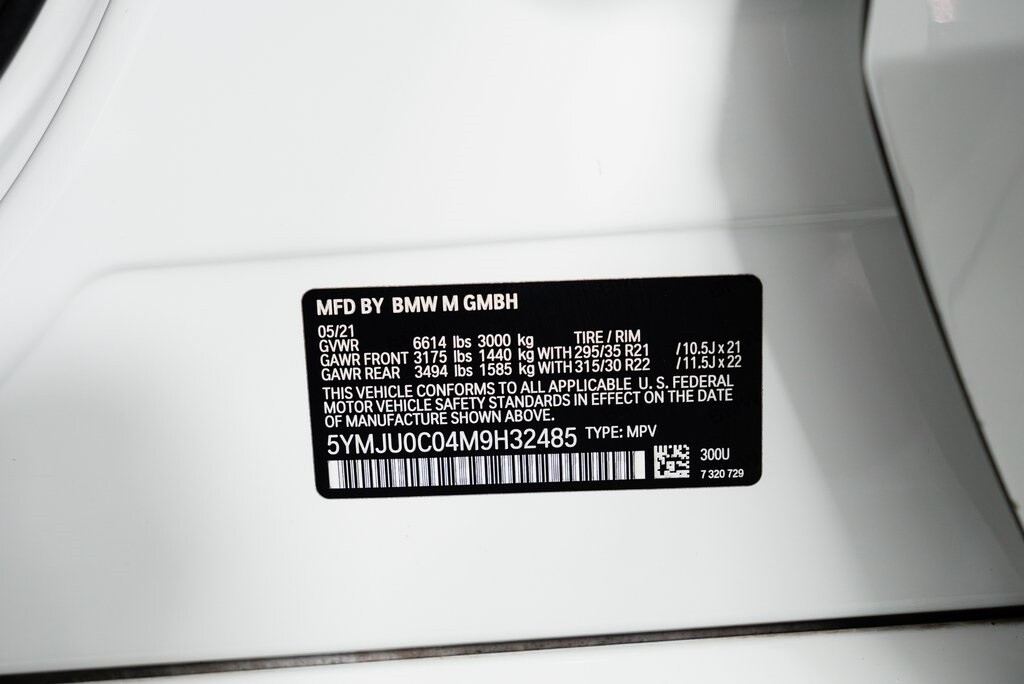 MFD BY BMW M GMBH
05/21
GVWR 6614 lbs 3000 kg TIRE / RIM
GAWR FRONT 3175 lbs 1440 kg WITH 295/35 R21 / 10.5J x 21
GAWR REAR 3494 lbs 1585 kg WITH 315/30 R22 / 11.5J x 22
THIS VEHICLE CONFORMS TO ALL APPLICABLE U. S. FEDERAL
MOTOR VEHICLE SAFETY STANDARDS IN EFFECT ON THE DATE
OF MANUFACTURE SHOWN ABOVE.
5YMJU0C04M9H32485 TYPE: MPV
300U
7 320 729